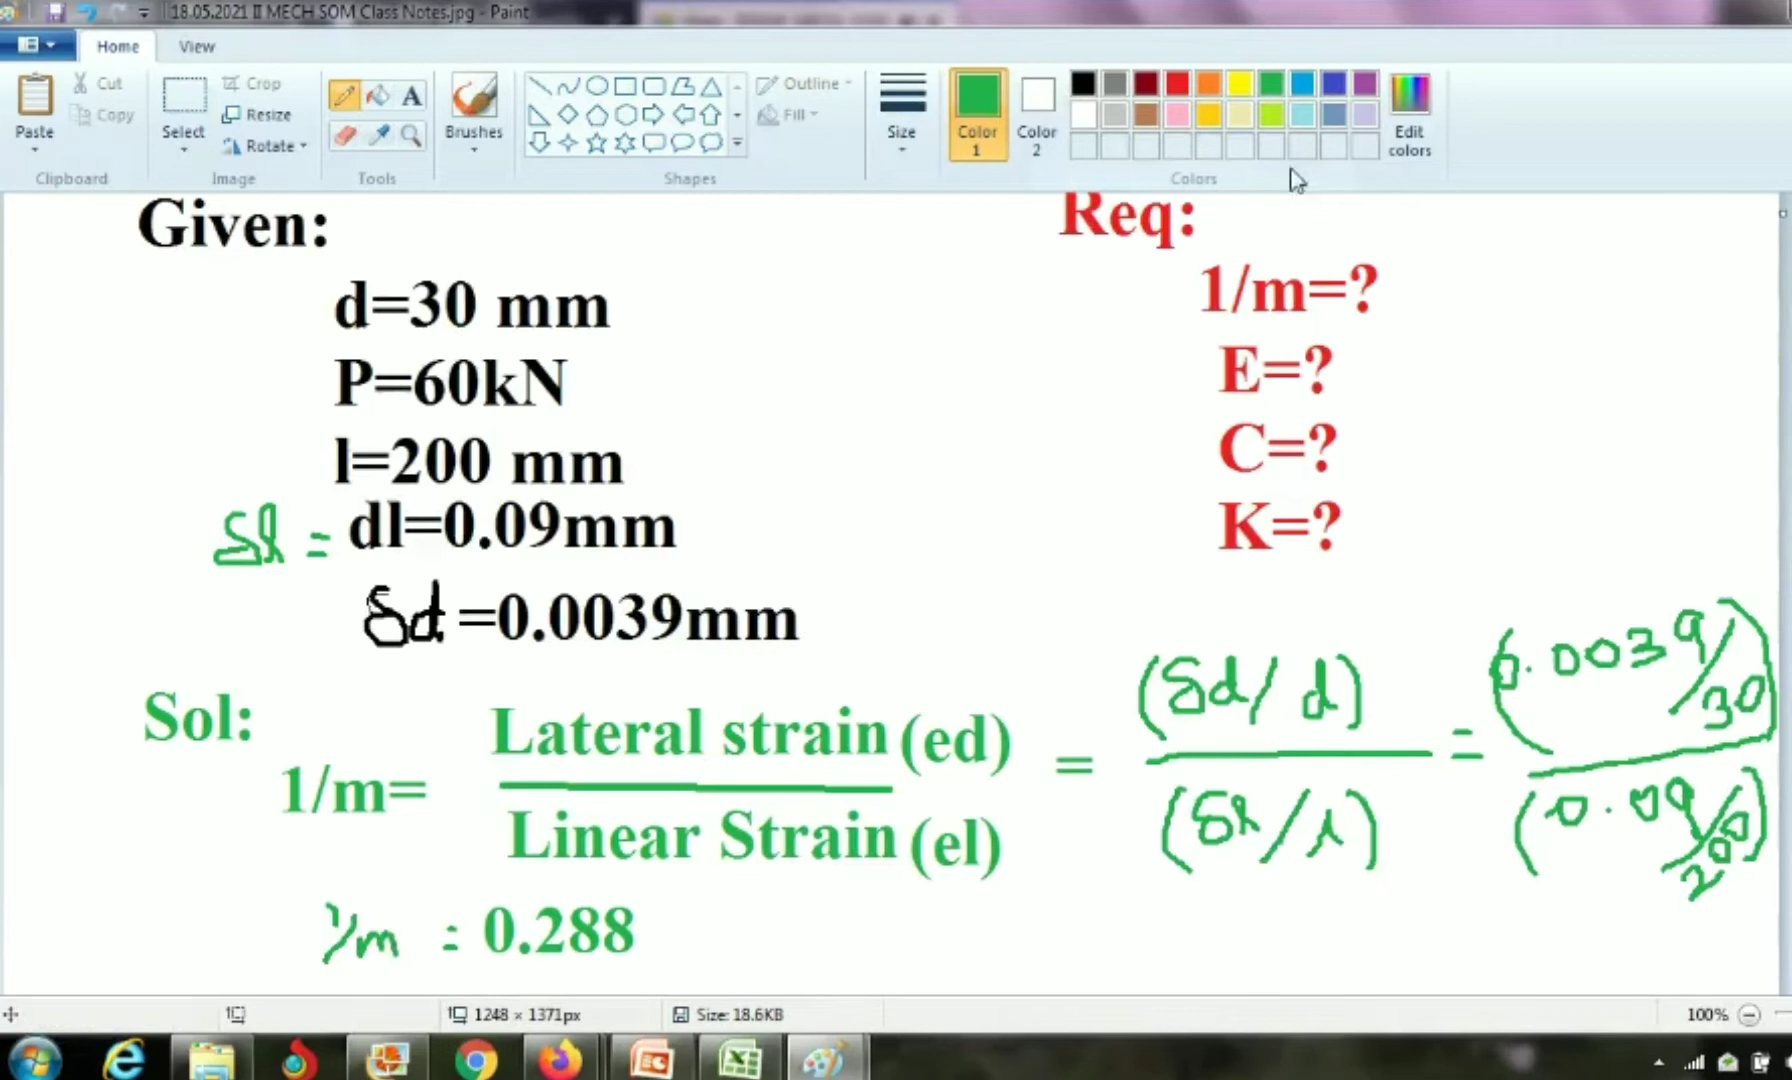 18.05.2021 II MECH SOM Class Notes.jpg - Paint
Home View
Paste
Cut
Copy
Clipboard
Select
Crop
Resize
Rotate
Image
A
Tools
Brushes
Outline
Fill
Shapes
Size
Color 1
Color 2
Edit colors
Colors
Given:
d=30 mm
P=60kN
l=200 mm
δl = dl=0.09mm
δd =0.0039mm
Req:
1/m=?
E=?
C=?
K=?
Sol:
1/m= Lateral strain (ed) / Linear Strain (el) = (δd/d) / (δl/l) = (0.0039/30) / (0.09/200)
1/m = 0.288
1248 × 1371px
Size: 18.6KB
100%